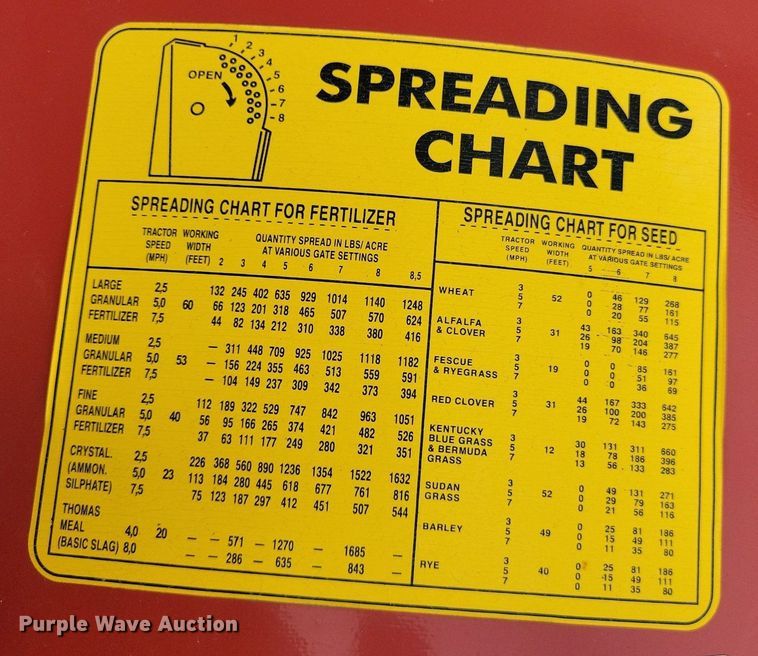 1
2
3
4
5
6
7
8
OPEN
SPREADING
CHART
SPREADING CHART FOR FERTILIZER
TRACTOR SPEED (MPH) WORKING WIDTH (FEET) QUANTITY SPREAD IN LBS/ ACRE AT VARIOUS GATE SETTINGS
2 3 4 5 6 7 8 8,5
LARGE 2,5 132 245 402 635 929 1014 1140 1248
GRANULAR 5,0 60 66 123 201 318 465 507 570 624
FERTILIZER 7,5 44 82 134 212 310 338 380 416
MEDIUM 2,5 – 311 448 709 925 1025 1118 1182
GRANULAR 5,0 53 – 156 224 355 463 513 559 591
FERTILIZER 7,5 – 104 149 237 309 342 373 394
FINE 2,5 112 189 322 529 747 842 963 1051
GRANULAR 5,0 40 56 95 166 265 374 421 482 526
FERTILIZER 7,5 37 63 111 177 249 280 321 351
CRYSTAL. 2,5 226 368 560 890 1236 1354 1522 1632
(AMMON. 5,0 23 113 184 280 445 618 677 761 816
SILPHATE) 7,5 75 123 187 297 412 451 507 544
THOMAS
MEAL 4,0 20 – – 571 – 1270 – 1685 –
(BASIC SLAG) 8,0 – – 286 – 635 – 843 –
SPREADING CHART FOR SEED
TRACTOR SPEED (MPH) WORKING WIDTH (FEET) QUANTITY SPREAD IN LBS/ ACRE AT VARIOUS GATE SETTINGS
5 6 7 8
WHEAT 3 0 46 129 268
5 52 0 28 77 161
7 0 20 55 115
ALFALFA 3 43 163 340 645
& CLOVER 5 31 26 98 204 387
7 19 70 146 277
FESCUE 3 0 0 85 161
& RYEGRASS 5 19 0 0 51 97
7 0 0 36 69
RED CLOVER 3 44 167 333 642
5 31 26 100 200 385
7 19 72 143 275
KENTUCKY
BLUE GRASS 3 30 131 311 660
& BERMUDA 5 12 18 78 186 396
GRASS 7 13 56 133 283
SUDAN 3 0 49 131 271
GRASS 5 52 0 29 79 163
7 0 21 56 116
BARLEY 3 0 25 81 186
5 49 0 15 49 111
7 0 11 35 80
RYE 3 0 25 81 186
5 40 0 15 49 111
7 0 11 35 80
Purple Wave Auction